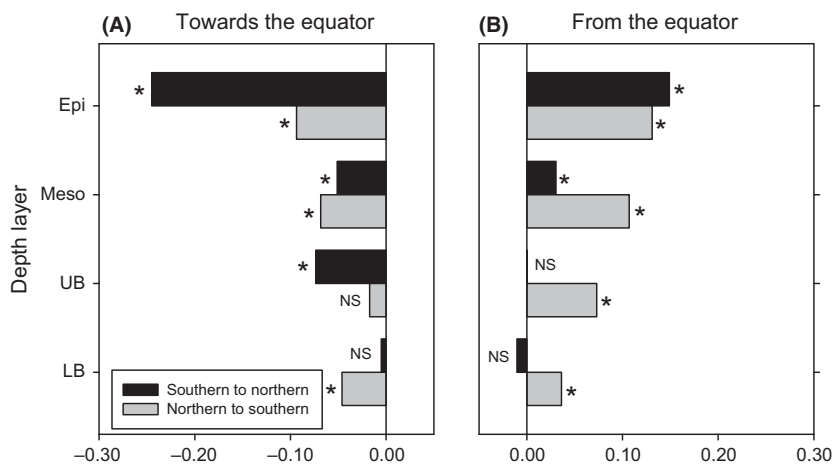 (A) Towards the equator
(B) From the equator
Depth layer
Epi
* *
* *
Meso
* *
* *
UB
* NS
NS *
LB
NS NS
* *
Southern to northern
Northern to southern
–0.30 –0.20 –0.10 0.00
0.00 0.10 0.20 0.30